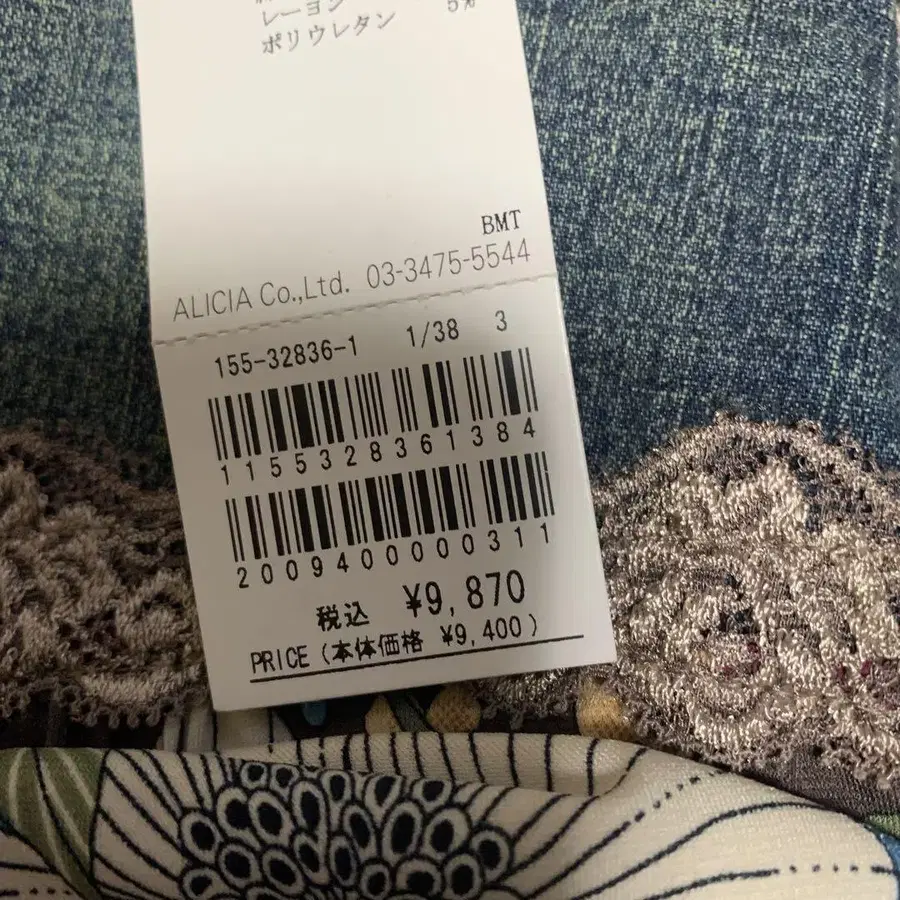 レーヨン
ポリウレタン 5%
BMT
ALICIA Co.,Ltd. 03-3475-5544
155-32836-1 1/38 3
1155328361384
2009400000311
税込 ¥9,870
PRICE(本体価格 ¥9,400)